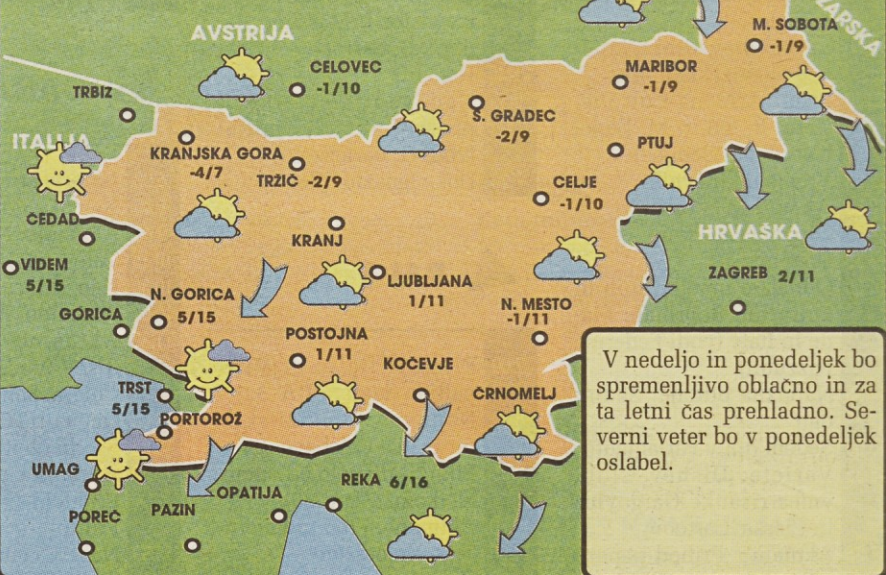 ŽARSKA
AVSTRIJA
M. SOBOTA
-1/9
CELOVEC
-1/10
MARIBOR
-1/9
TRBIZ
Š. GRADEC
-2/9
ITALIJA
KRANJSKA GORA
-4/7
TRŽIČ -2/9
PTUJ
CELJE
-1/10
ČEDAD
KRANJ
HRVAŠKA
VIDEM
5/15
LJUBLJANA
1/11
ZAGREB 2/11
N. GORICA
5/15
GORICA
N. MESTO
-1/11
POSTOJNA
1/11
KOČEVJE
TRST
5/15
ČRNOMELJ
PORTOROŽ
UMAG
REKA 6/16
OPATIJA
POREČ
PAZIN
V nedeljo in ponedeljek bo
spremenljivo oblačno in za
ta letni čas prehladno. Se-
verni veter bo v ponedeljek
oslabel.